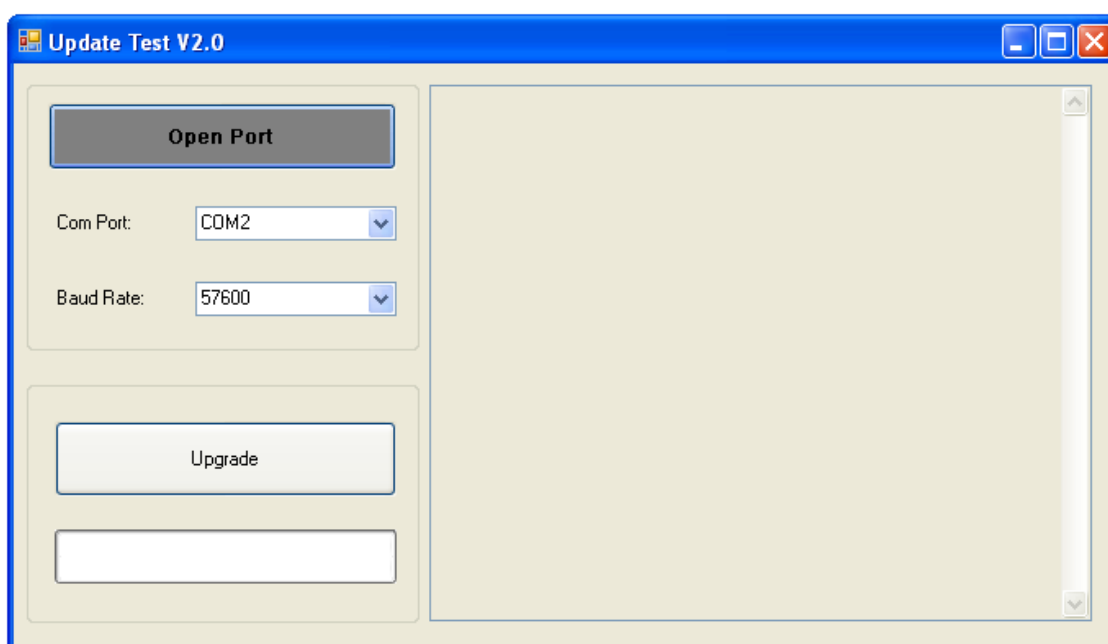 Update Test V2.0
Open Port
Com Port: COM2
Baud Rate: 57600
Upgrade